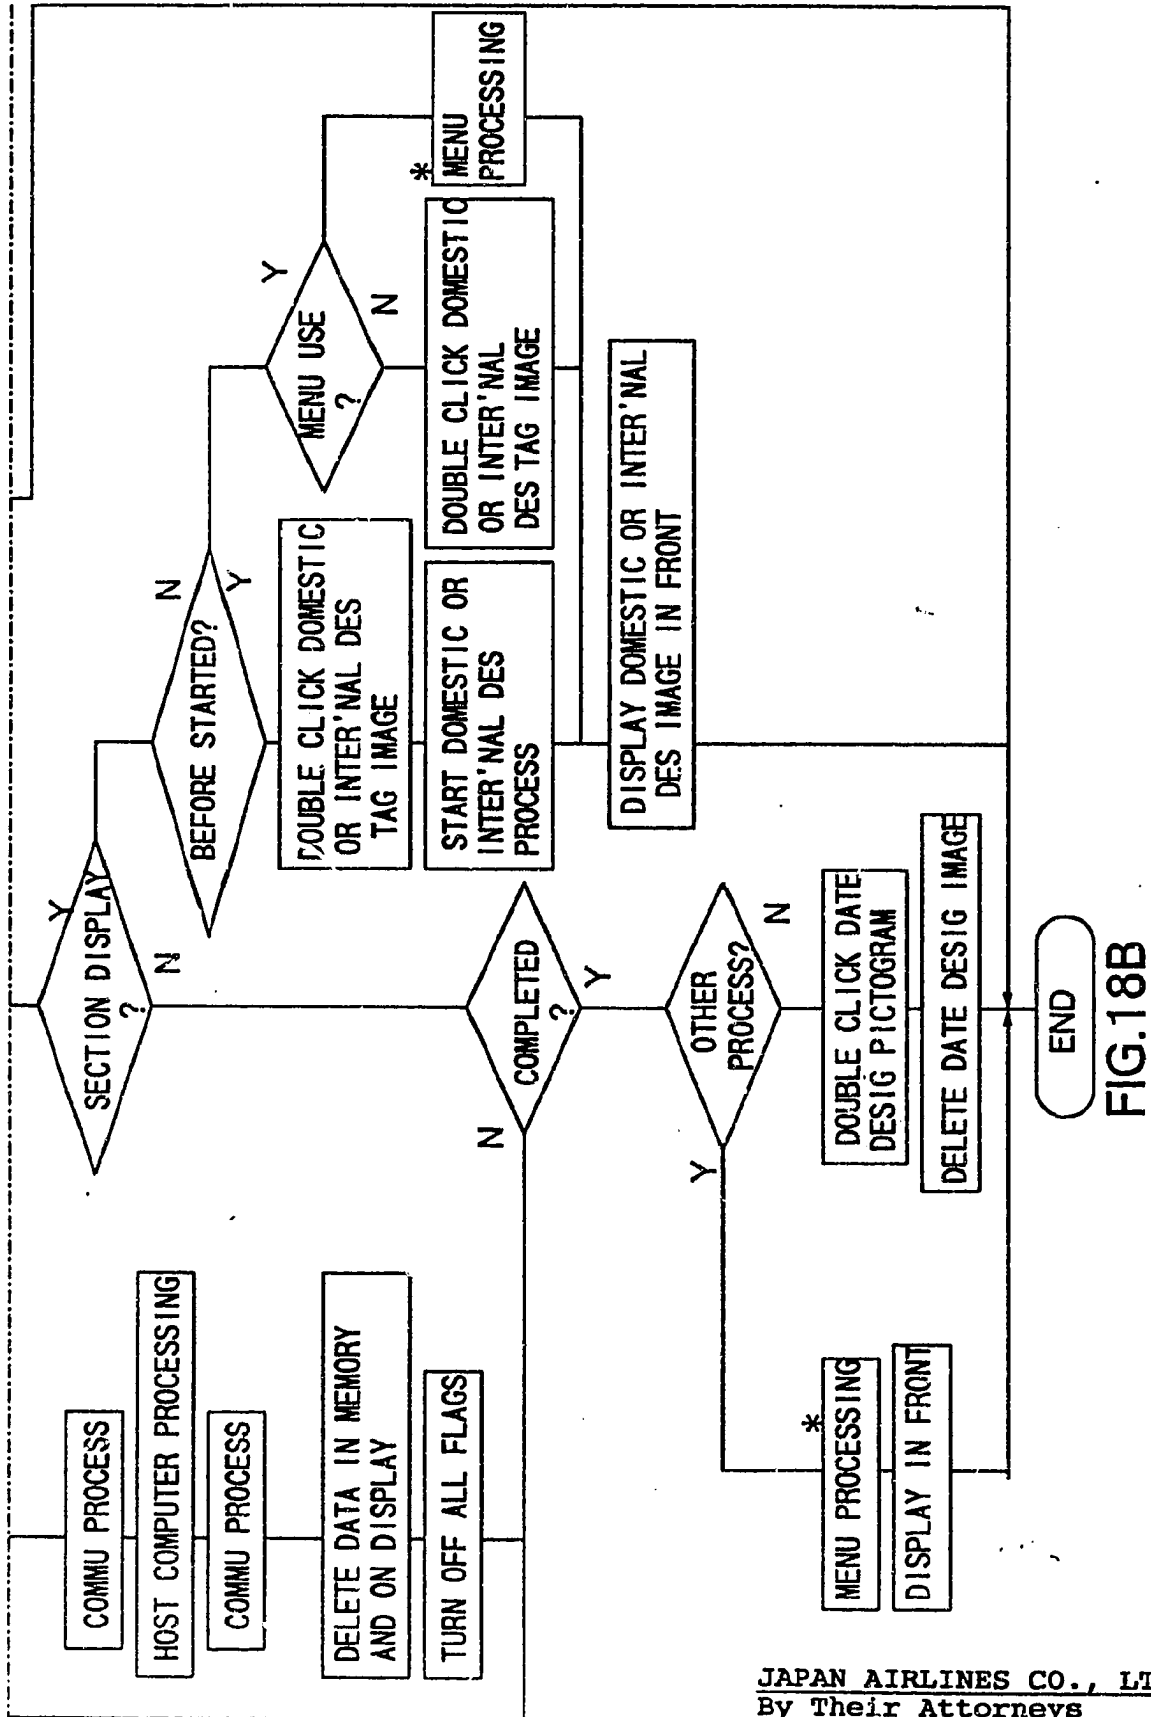 COMMU PROCESS
HOST COMPUTER PROCESSING
COMMU PROCESS
DELETE DATA IN MEMORY
AND ON DISPLAY
TURN OFF ALL FLAGS
SECTION DISPLAY
?
Y
N
BEFORE STARTED?
N
Y
DOUBLE CLICK DOMESTIC
OR INTER'NAL DES
TAG IMAGE
START DOMESTIC OR
INTER'NAL DES
PROCESS
MENU USE
?
Y
N
DOUBLE CLICK DOMESTIC
OR INTER'NAL
DES TAG IMAGE
*
MENU
PROCESSING
DISPLAY DOMESTIC OR INTER'NAL
DES IMAGE IN FRONT
COMPLETED
?
N
Y
OTHER
PROCESS?
Y
N
*
MENU PROCESSING
DISPLAY IN FRONT
DOUBLE CLICK DATE
DESIG PICTOGRAM
DELETE DATE DESIG IMAGE
END
FIG.18B
JAPAN AIRLINES CO., LT
By Their Attorneys